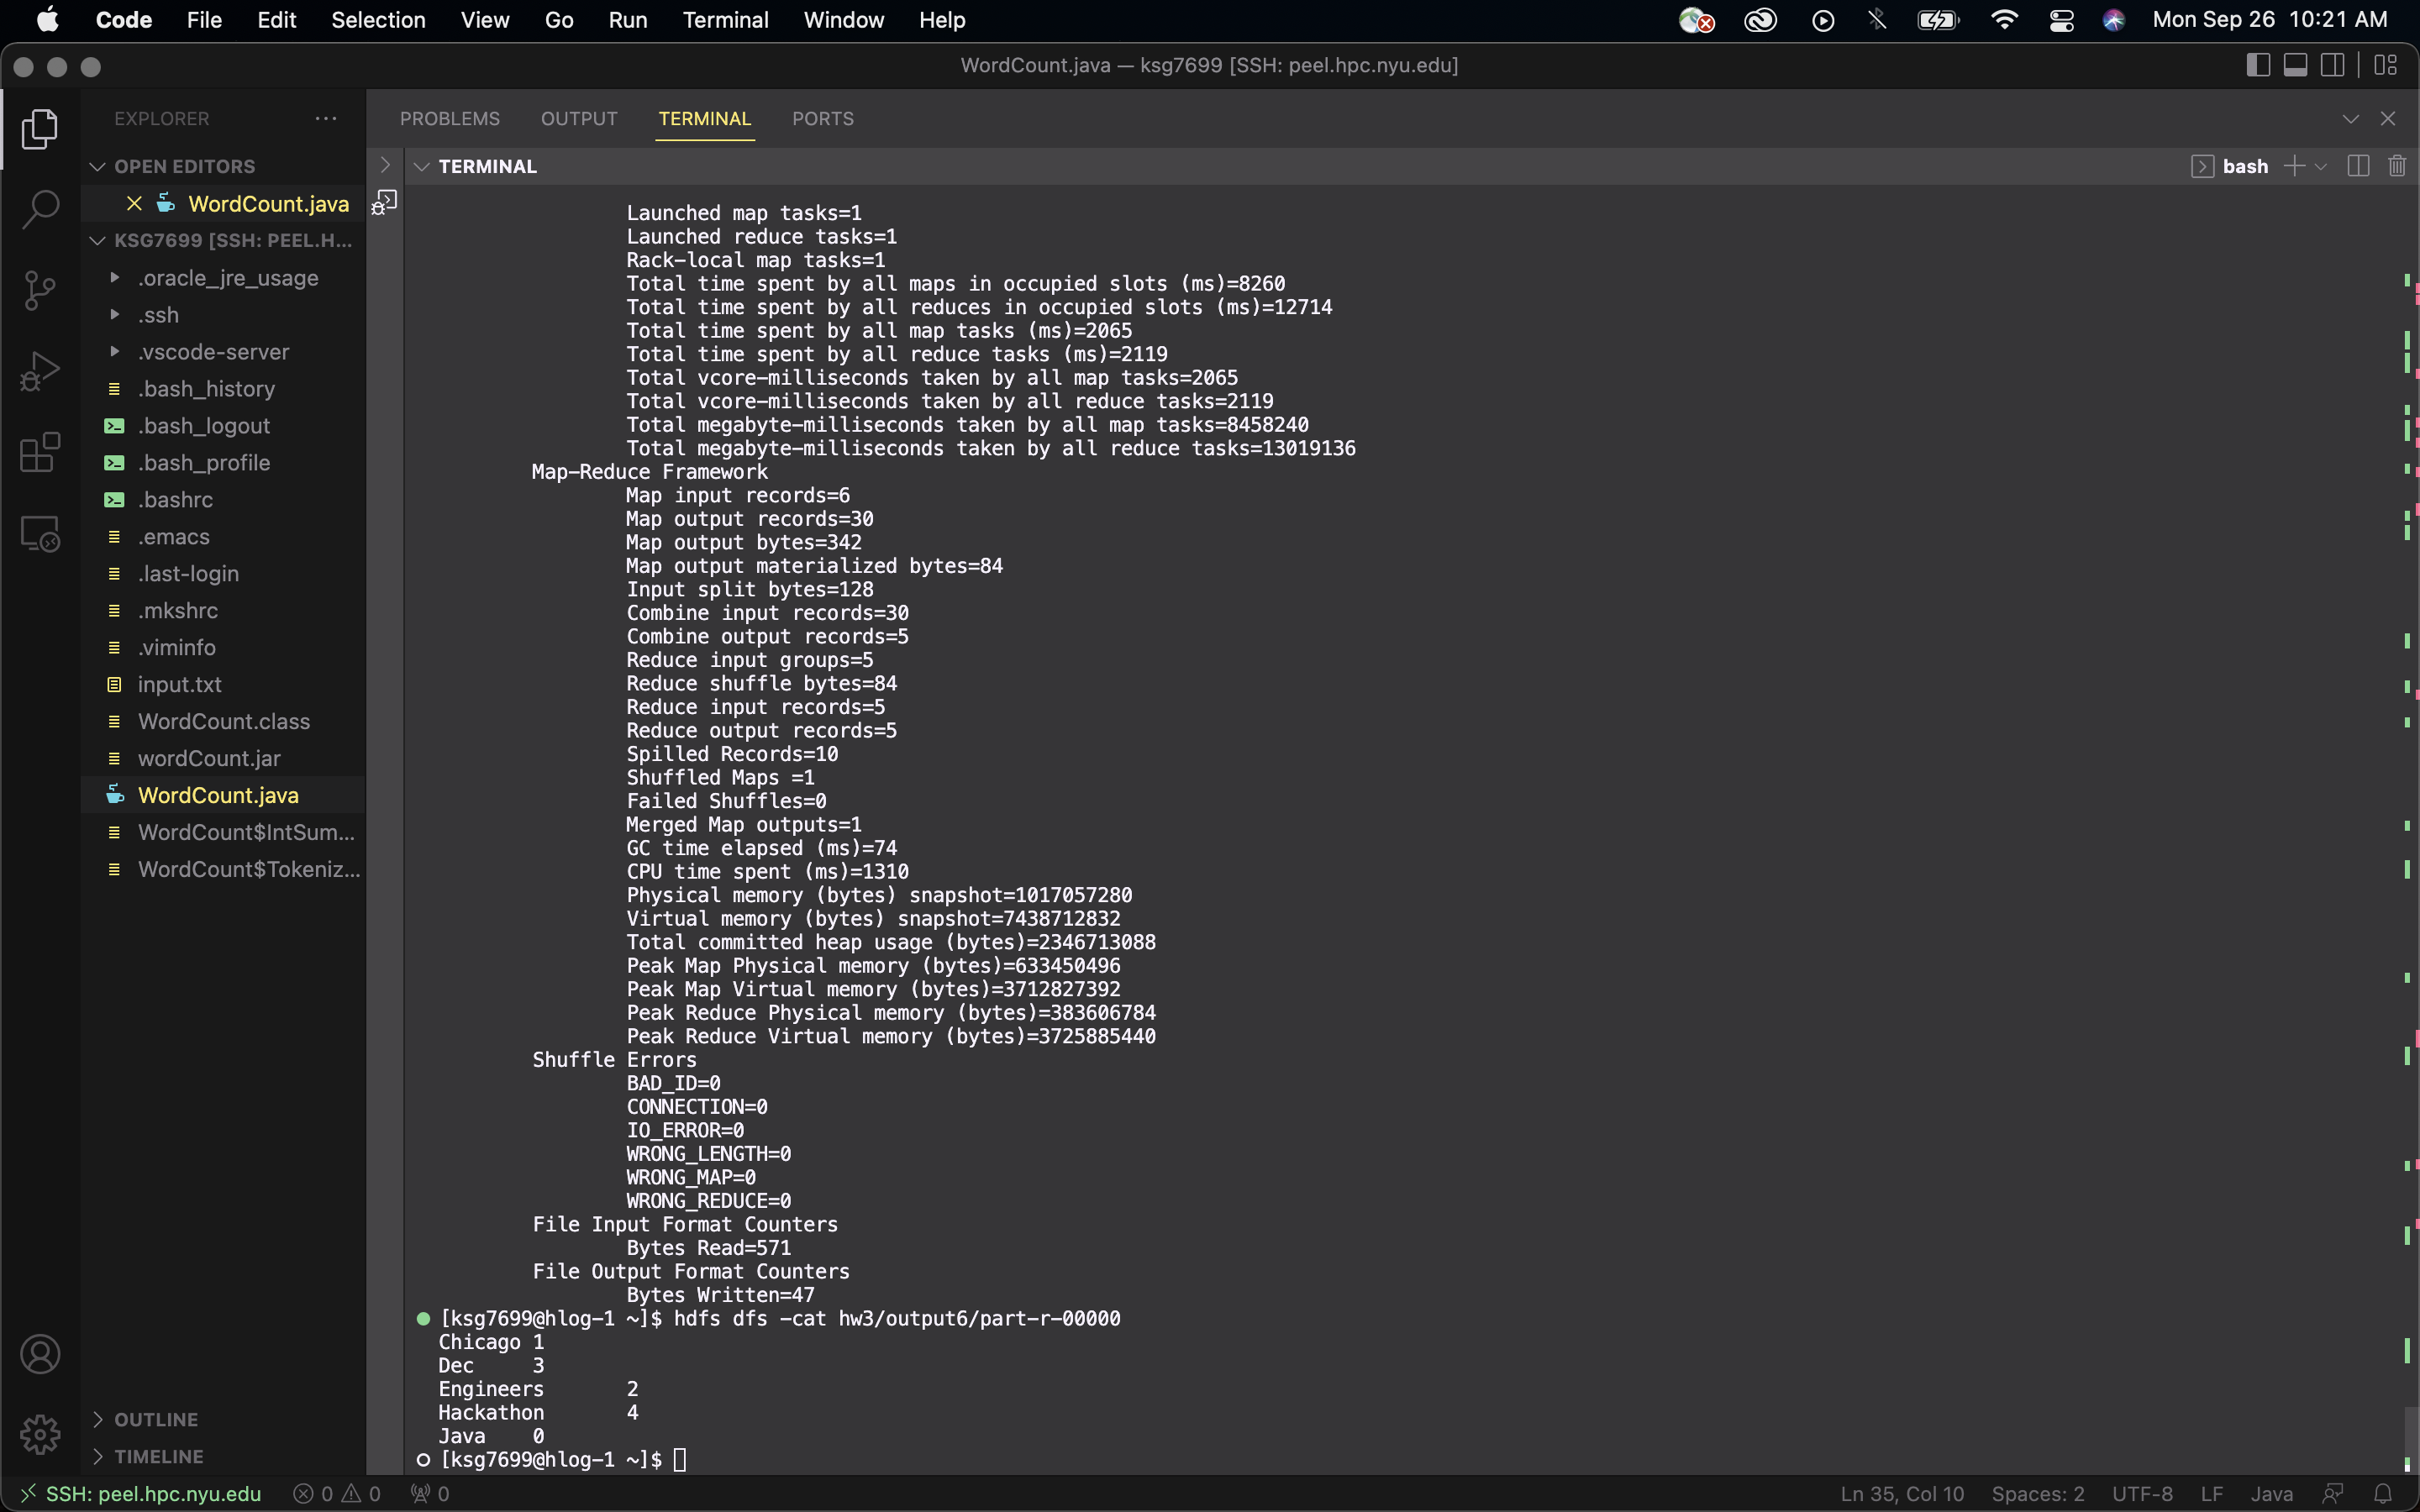 Code File Edit Selection View Go Run Terminal Window Help Mon Sep 26 10:21 AM
WordCount.java — ksg7699 [SSH: peel.hpc.nyu.edu]
EXPLORER ...
OPEN EDITORS
WordCount.java
KSG7699 [SSH: PEEL.H...
.oracle_jre_usage
.ssh
.vscode-server
.bash_history
.bash_logout
.bash_profile
.bashrc
.emacs
.last-login
.mkshrc
.viminfo
input.txt
WordCount.class
wordCount.jar
WordCount.java
WordCount$IntSum...
WordCount$Tokeniz...
OUTLINE
TIMELINE
PROBLEMS OUTPUT TERMINAL PORTS
TERMINAL bash
Launched map tasks=1
Launched reduce tasks=1
Rack-local map tasks=1
Total time spent by all maps in occupied slots (ms)=8260
Total time spent by all reduces in occupied slots (ms)=12714
Total time spent by all map tasks (ms)=2065
Total time spent by all reduce tasks (ms)=2119
Total vcore-milliseconds taken by all map tasks=2065
Total vcore-milliseconds taken by all reduce tasks=2119
Total megabyte-milliseconds taken by all map tasks=8458240
Total megabyte-milliseconds taken by all reduce tasks=13019136
Map-Reduce Framework
Map input records=6
Map output records=30
Map output bytes=342
Map output materialized bytes=84
Input split bytes=128
Combine input records=30
Combine output records=5
Reduce input groups=5
Reduce shuffle bytes=84
Reduce input records=5
Reduce output records=5
Spilled Records=10
Shuffled Maps =1
Failed Shuffles=0
Merged Map outputs=1
GC time elapsed (ms)=74
CPU time spent (ms)=1310
Physical memory (bytes) snapshot=1017057280
Virtual memory (bytes) snapshot=7438712832
Total committed heap usage (bytes)=2346713088
Peak Map Physical memory (bytes)=633450496
Peak Map Virtual memory (bytes)=3712827392
Peak Reduce Physical memory (bytes)=383606784
Peak Reduce Virtual memory (bytes)=3725885440
Shuffle Errors
BAD_ID=0
CONNECTION=0
IO_ERROR=0
WRONG_LENGTH=0
WRONG_MAP=0
WRONG_REDUCE=0
File Input Format Counters
Bytes Read=571
File Output Format Counters
Bytes Written=47
[ksg7699@hlog-1 ~]$ hdfs dfs -cat hw3/output6/part-r-00000
Chicago 1
Dec 3
Engineers 2
Hackathon 4
Java 0
[ksg7699@hlog-1 ~]$
SSH: peel.hpc.nyu.edu 0 0 0 Ln 35, Col 10 Spaces: 2 UTF-8 LF Java